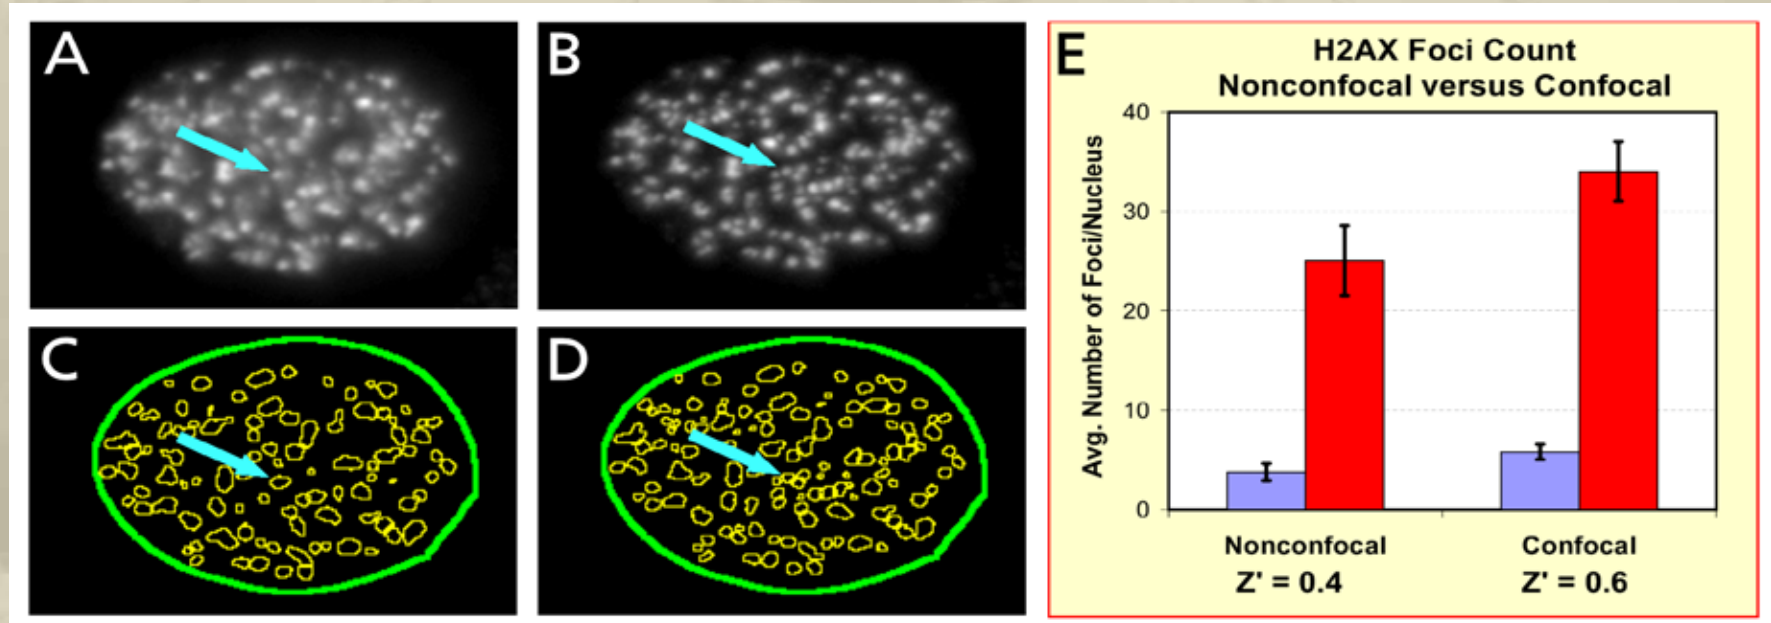 A
B
C
D
E
H2AX Foci Count
Nonconfocal versus Confocal
Avg. Number of Foci/Nucleus
40
30
20
10
0
Nonconfocal
Confocal
Z' = 0.4
Z' = 0.6